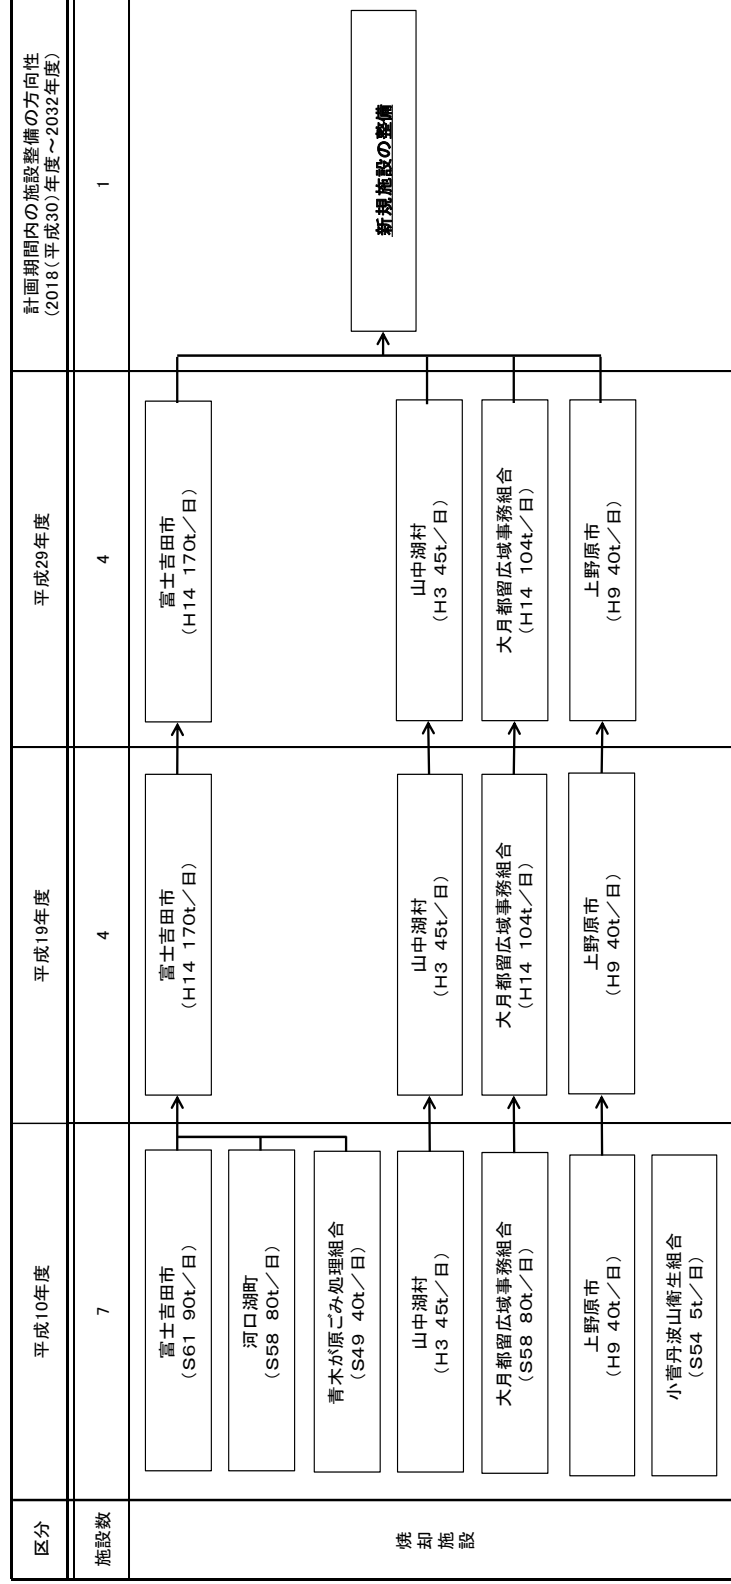 区分
平成10年度
平成19年度
平成29年度
計画期間内の施設整備の方向性
(2018(平成30)年度～2032年度)
施設数
7
4
4
1
焼却施設
富士吉田市
(S61 90t/日)
河口湖町
(S58 80t/日)
青木が原ごみ処理組合
(S49 40t/日)
山中湖村
(H3 45t/日)
大月都留広域事務組合
(S58 80t/日)
上野原市
(H9 40t/日)
小菅丹波山衛生組合
(S54 5t/日)
富士吉田市
(H14 170t/日)
山中湖村
(H3 45t/日)
大月都留広域事務組合
(H14 104t/日)
上野原市
(H9 40t/日)
富士吉田市
(H14 170t/日)
山中湖村
(H3 45t/日)
大月都留広域事務組合
(H14 104t/日)
上野原市
(H9 40t/日)
新規施設の整備